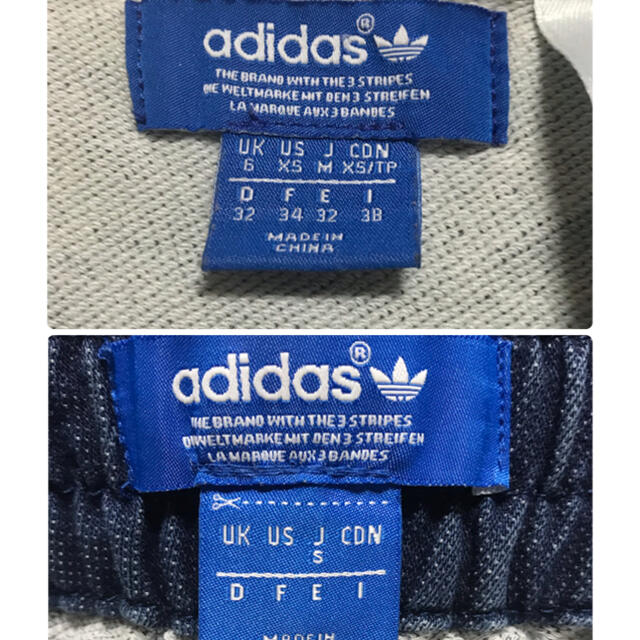 adidas®
THE BRAND WITH THE 3 STRIPES
DIE WELTMARKE MIT DEN 3 STREIFEN
LA MARQUE AUX 3 BANDES
UK US J CDN
6 XS M XS/TP
D F E I
32 34 32 38
MADE IN
CHINA
adidas®
THE BRAND WITH THE 3 STRIPES
DIE WELTMARKE MIT DEN 3 STREIFEN
LA MARQUE AUX 3 BANDES
UK US J CDN
S
D F E I
MADE IN